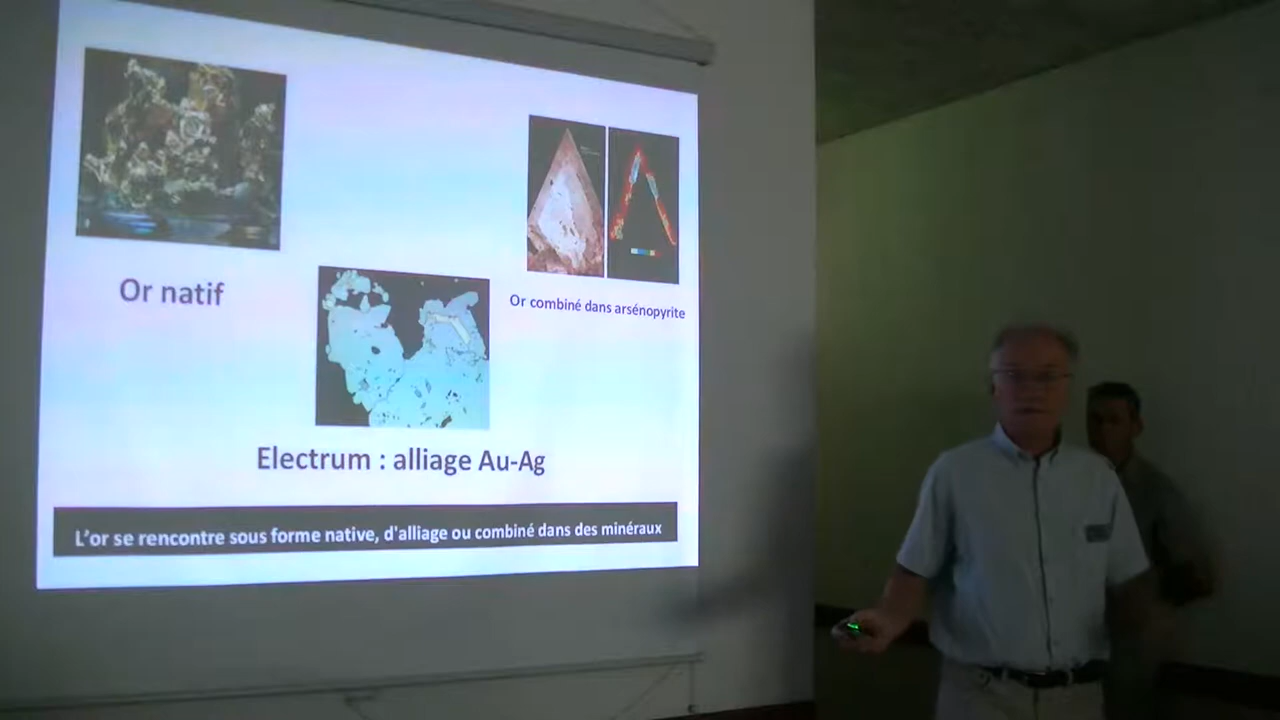 Or natif
Or combiné dans arsénopyrite
Electrum : alliage Au-Ag
L'or se rencontre sous forme native, d'alliage ou combiné dans des minéraux